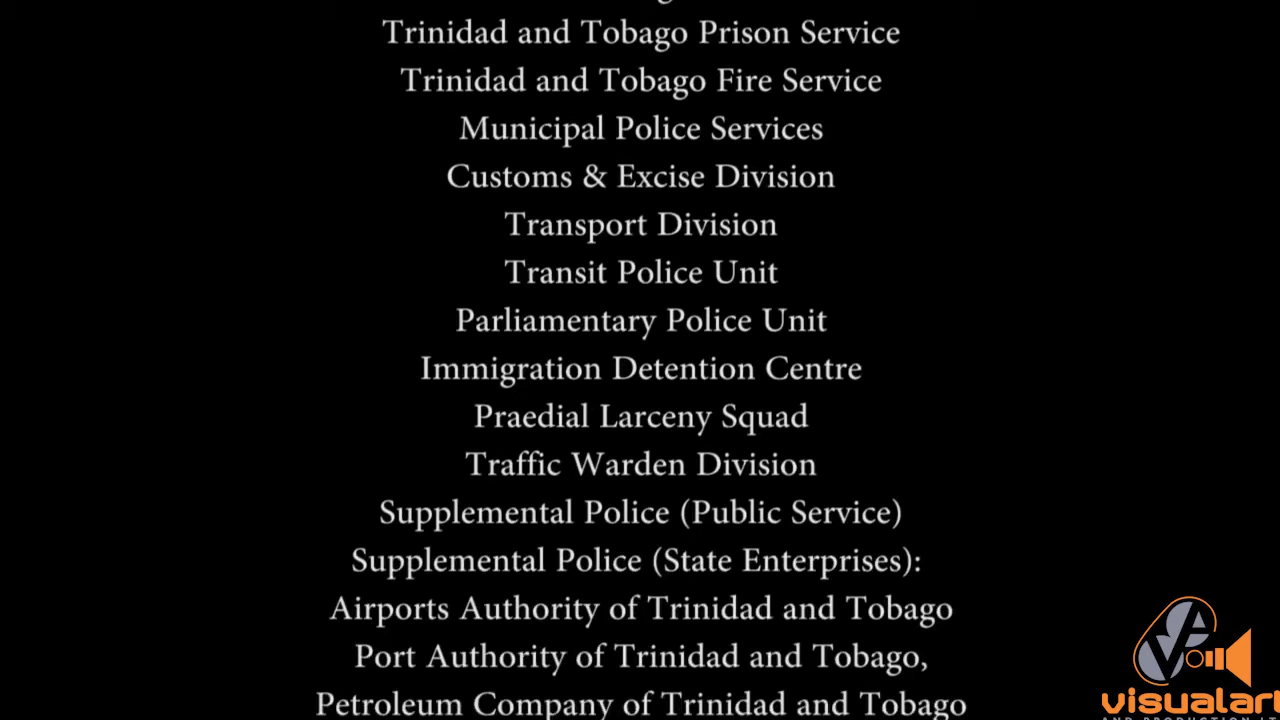 Trinidad and Tobago Prison Service
Trinidad and Tobago Fire Service
Municipal Police Services
Customs & Excise Division
Transport Division
Transit Police Unit
Parliamentary Police Unit
Immigration Detention Centre
Praedial Larceny Squad
Traffic Warden Division
Supplemental Police (Public Service)
Supplemental Police (State Enterprises):
Airports Authority of Trinidad and Tobago
Port Authority of Trinidad and Tobago,
Petroleum Company of Trinidad and Tobago
visualart